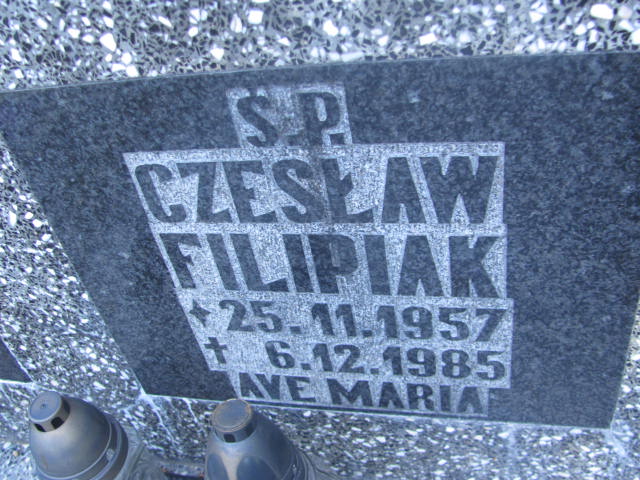 Ś.P.
CZESŁAW
FILIPIAK
25.11.1957
✝ 6.12.1985
AVE MARIA